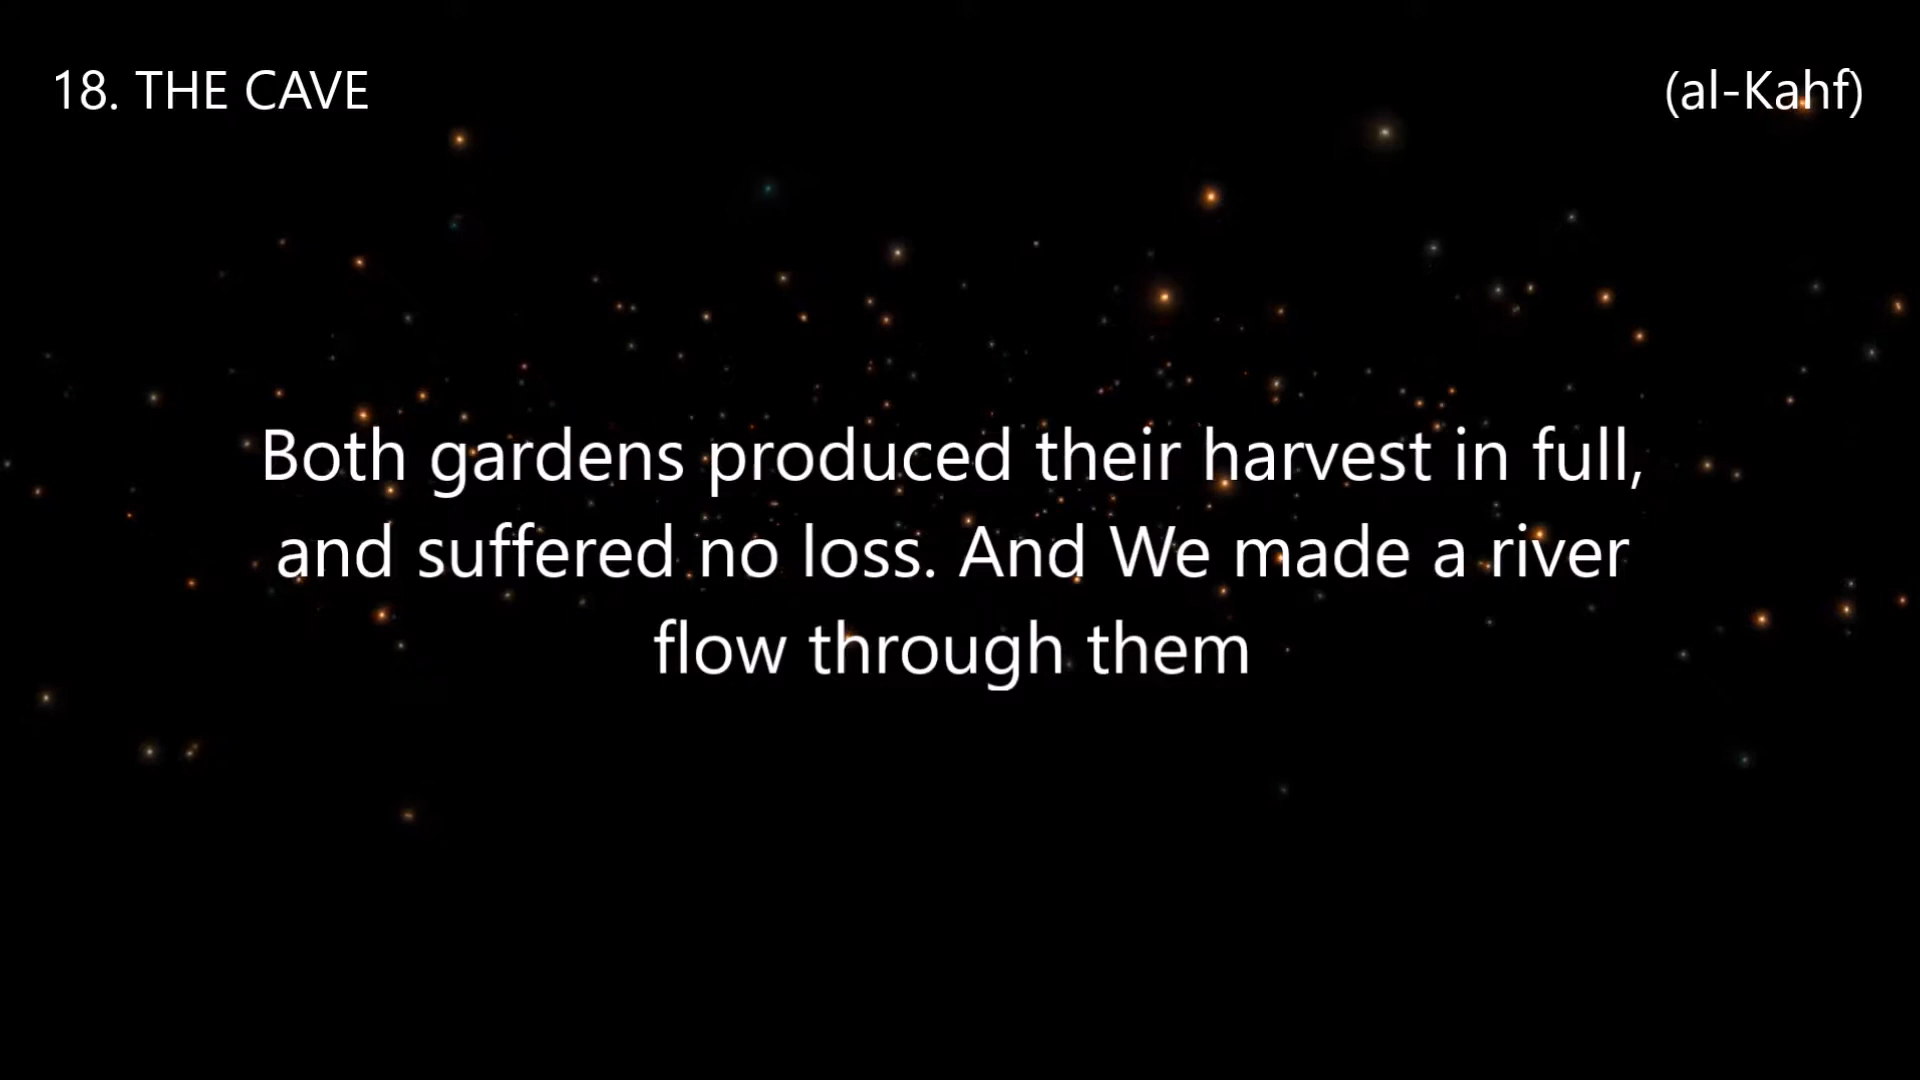 18. THE CAVE
(al-Kahf)
Both gardens produced their harvest in full,
and suffered no loss. And We made a river
flow through them